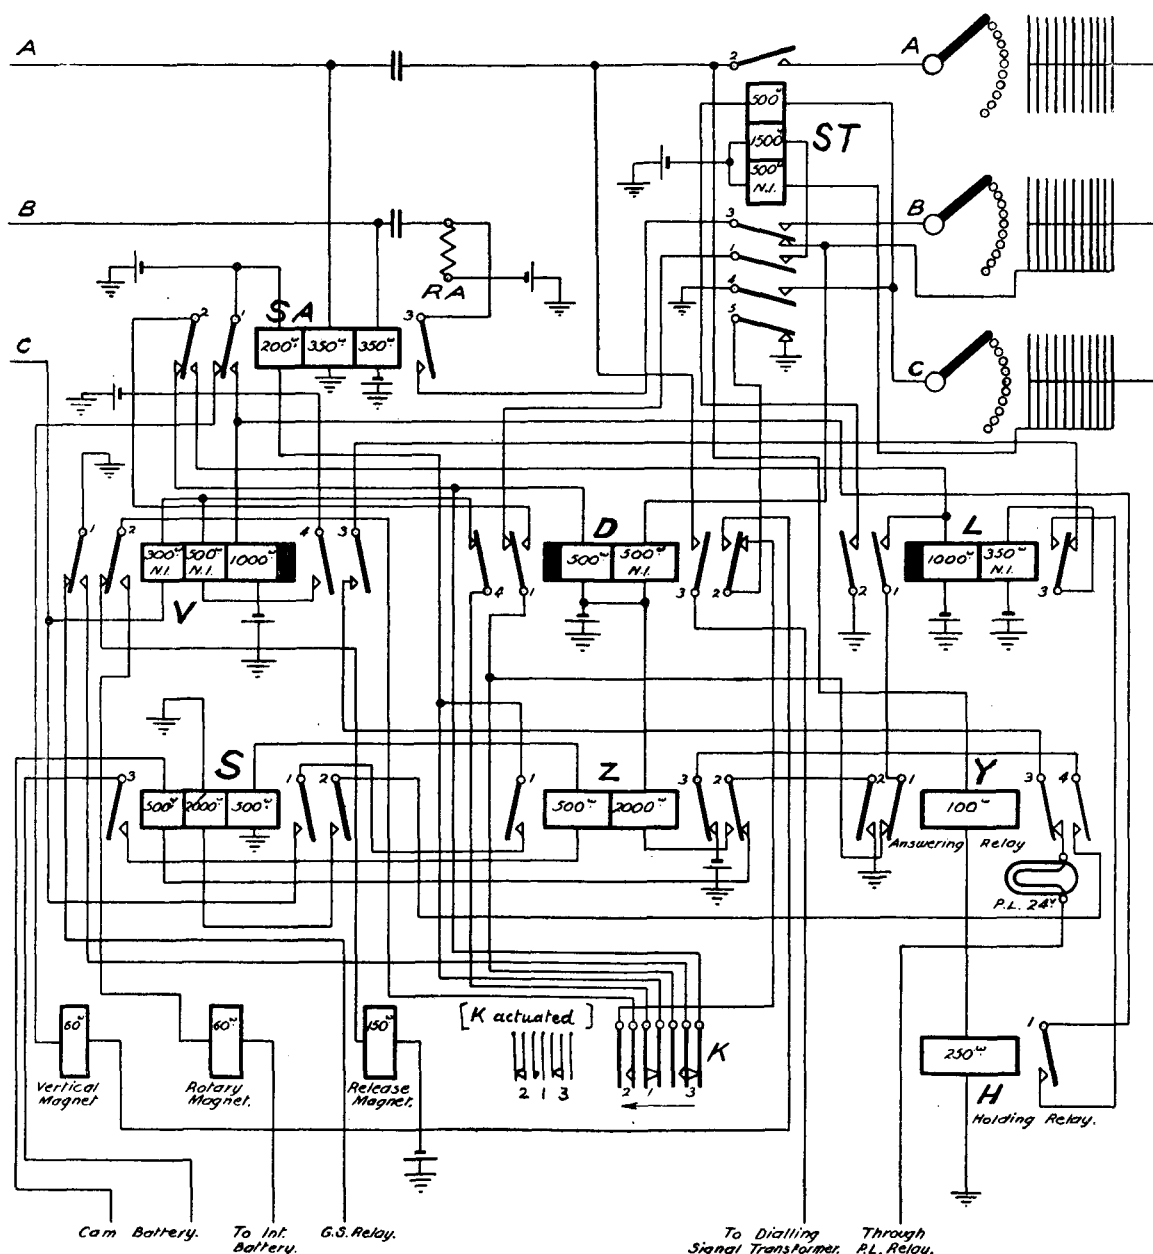 A
2
A
500ω
1500ω
500ω
N.I.
ST
B
3
B
1
4
5
RA
SA
2
1
200ω
350ω
350ω
3
C
C
1
2
300ω
N.I.
500ω
N.I.
1000ω
4
3
V
D
500ω
500ω
N.I.
4
1
3
2
L
1000ω
350ω
N.I.
2
1
3
S
3
500ω
2000ω
500ω
1
2
1
Z
500ω
2000ω
3
2
2
1
Y
100ω
Answering Relay
3
4
P.L. 24V
[K actuated]
2 1 3
2
1
3
K
60ω
Vertical
Magnet
60ω
Rotary
Magnet.
150ω
Release
Magnet.
250ω
H
1
Holding Relay.
Cam Battery.
To Int.
Battery.
G.S. Relay.
To Dialling
Signal Transformer.
Through
P.L. Relay.